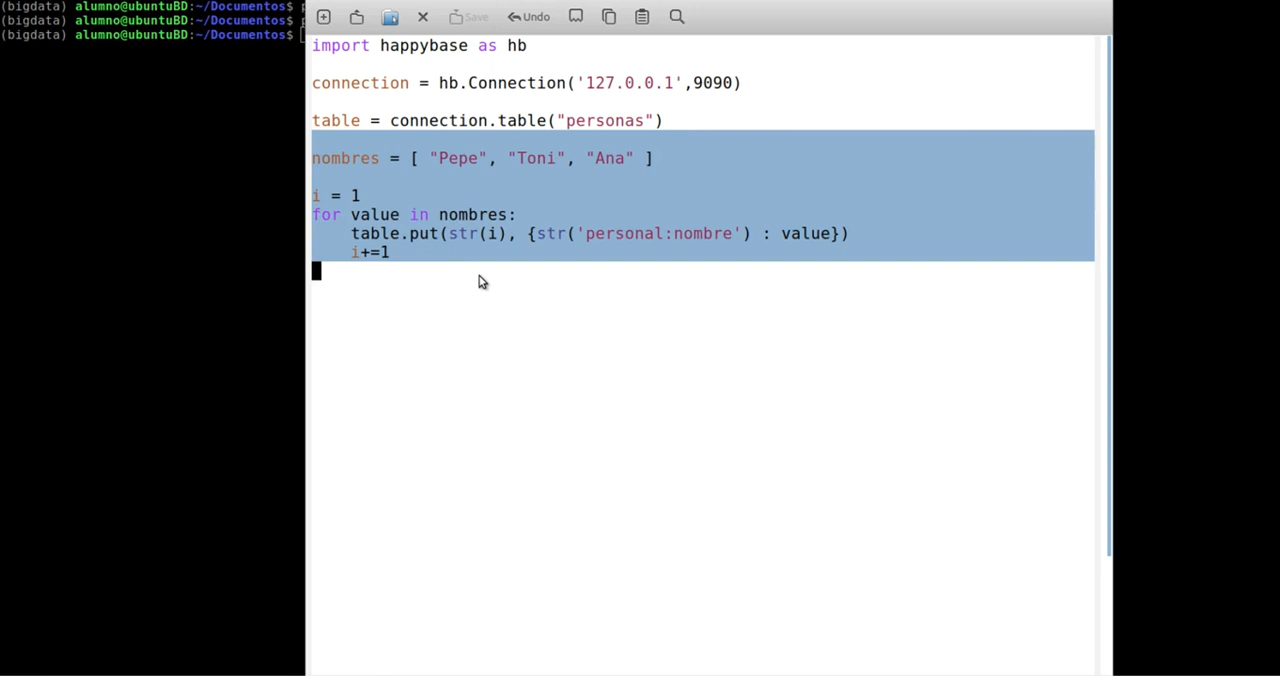 (bigdata) alumno@ubuntuBD:~/Documentos$
(bigdata) alumno@ubuntuBD:~/Documentos$
(bigdata) alumno@ubuntuBD:~/Documentos$
Save
Undo
import happybase as hb
connection = hb.Connection('127.0.0.1',9090)
table = connection.table("personas")
nombres = [ "Pepe", "Toni", "Ana" ]
i = 1
for value in nombres:
table.put(str(i), {str('personal:nombre') : value})
i+=1